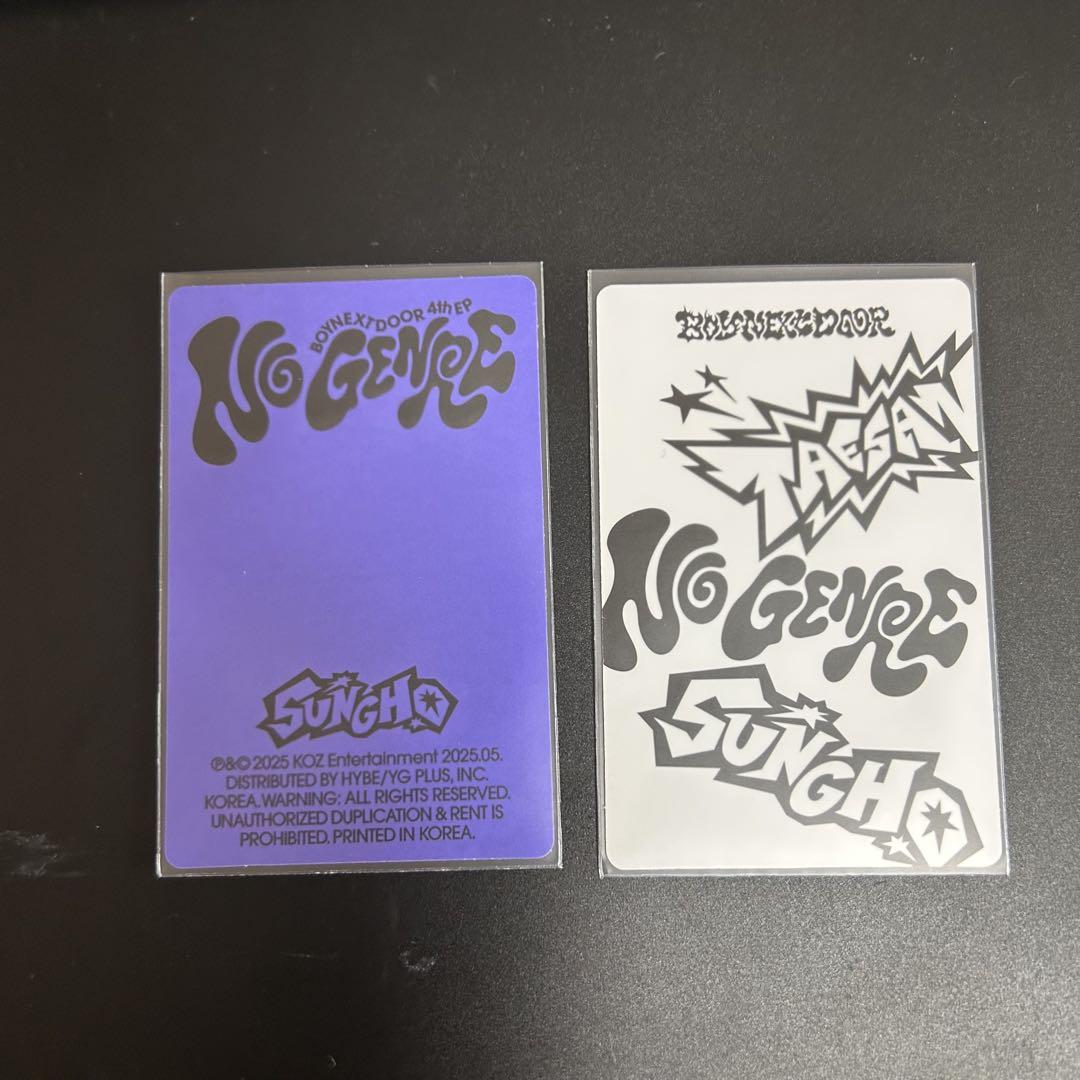 BOYNEXTDOOR 4th EP
NO GENRE
SUNGHO
℗&© 2025 KOZ Entertainment 2025.05.
DISTRIBUTED BY HYBE/YG PLUS, INC.
KOREA. WARNING: ALL RIGHTS RESERVED.
UNAUTHORIZED DUPLICATION & RENT IS
PROHIBITED. PRINTED IN KOREA.
BOYNEXTDOOR
TAESAN
NO GENRE
SUNGHO